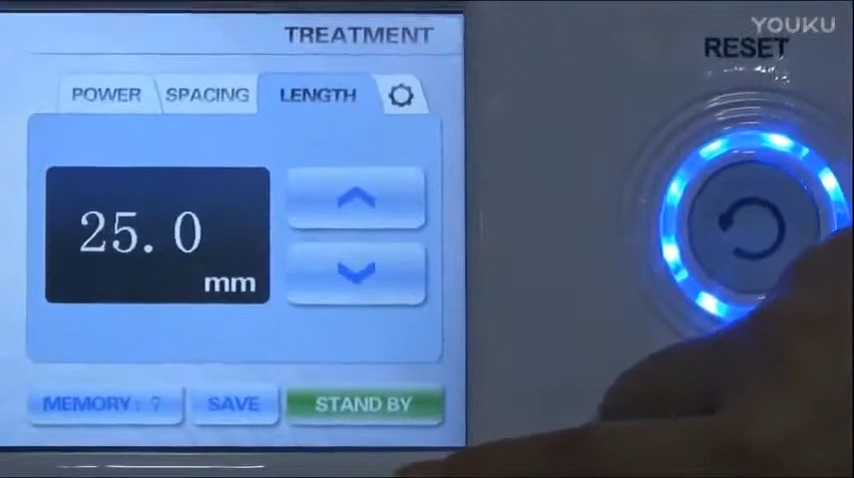 YOUKU
TREATMENT
RESET
POWER SPACING LENGTH
25.0
mm
MEMORY: ? SAVE STAND BY